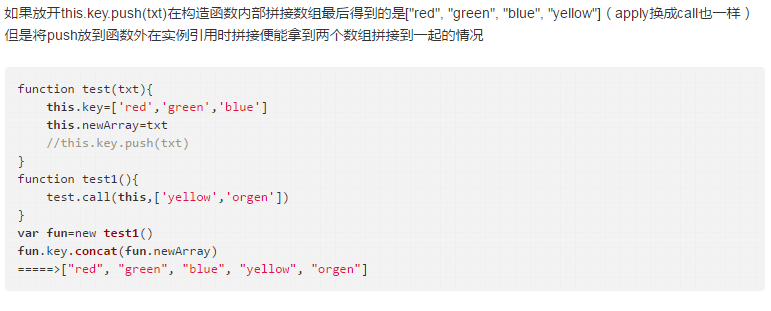 如果放开this.key.push(txt)在构造函数内部拼接数组最后得到的是["red", "green", "blue", "yellow"]（apply换成call也一样）
但是将push放到函数外在实例引用时拼接便能拿到两个数组拼接到一起的情况
function test(txt){
    this.key=['red','green','blue']
    this.newArray=txt
    //this.key.push(txt)
}
function test1(){
    test.call(this,['yellow','orgen'])
}
var fun=new test1()
fun.key.concat(fun.newArray)
=====>["red", "green", "blue", "yellow", "orgen"]